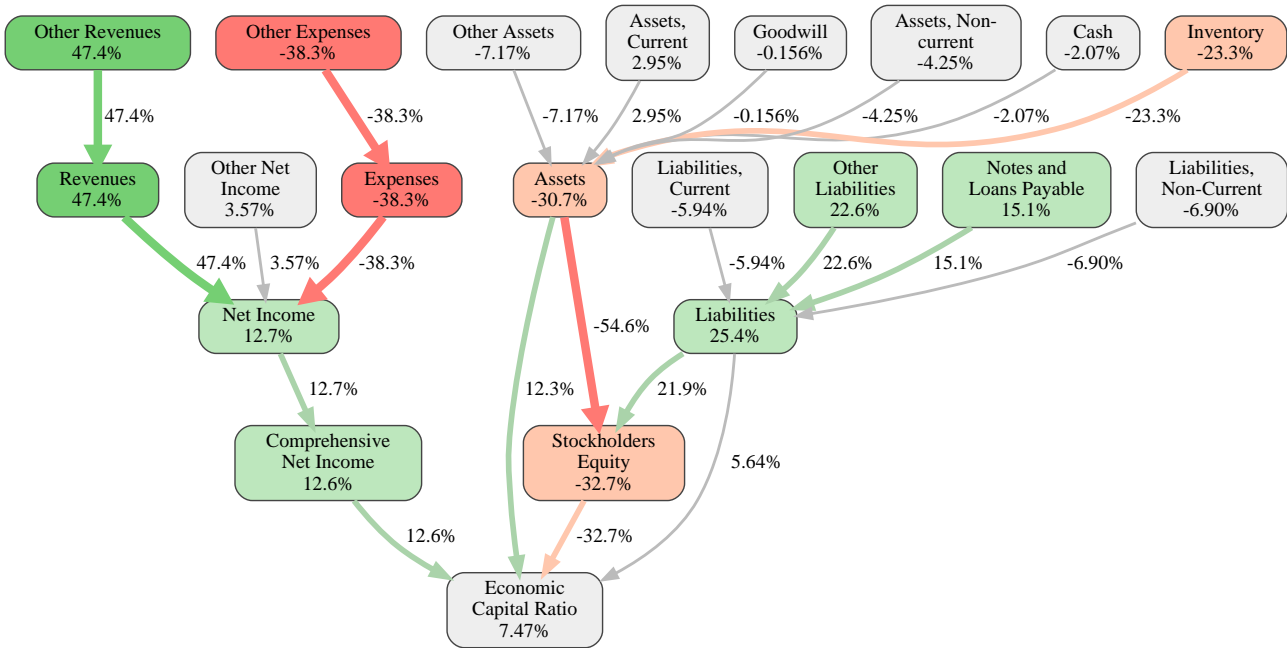 Other Revenues
47.4%
Other Expenses
-38.3%
Other Assets
-7.17%
Assets,
Current
2.95%
Goodwill
-0.156%
Assets, Non-
current
-4.25%
Cash
-2.07%
Inventory
-23.3%
47.4%
-38.3%
-7.17%
2.95%
-0.156%
-4.25%
-2.07%
-23.3%
Revenues
47.4%
Other Net
Income
3.57%
Expenses
-38.3%
Assets
-30.7%
Liabilities,
Current
-5.94%
Other
Liabilities
22.6%
Notes and
Loans Payable
15.1%
Liabilities,
Non-Current
-6.90%
47.4%
3.57%
-38.3%
-5.94%
22.6%
15.1%
-6.90%
Net Income
12.7%
-54.6%
Liabilities
25.4%
12.7%
12.3%
21.9%
Comprehensive
Net Income
12.6%
Stockholders
Equity
-32.7%
5.64%
12.6%
-32.7%
Economic
Capital Ratio
7.47%